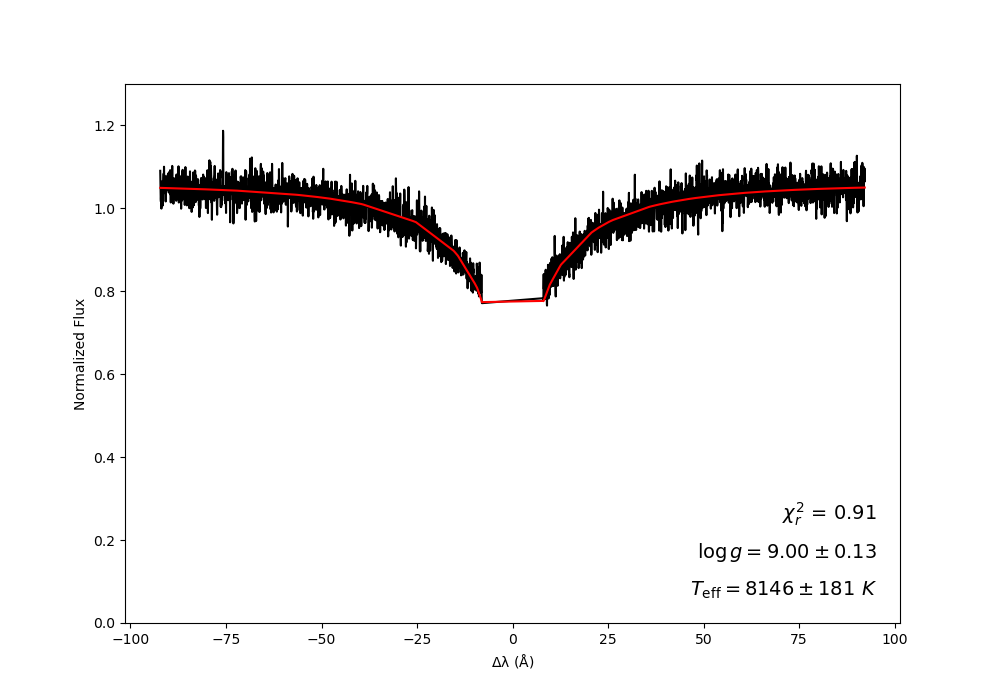 1.2
1.0
0.8
0.6
0.4
0.2
0.0
Normalized Flux
χ²ᵣ = 0.91
log g = 9.00 ± 0.13
T_eff = 8146 ± 181 K
−100 −75 −50 −25 0 25 50 75 100
Δλ (Å)